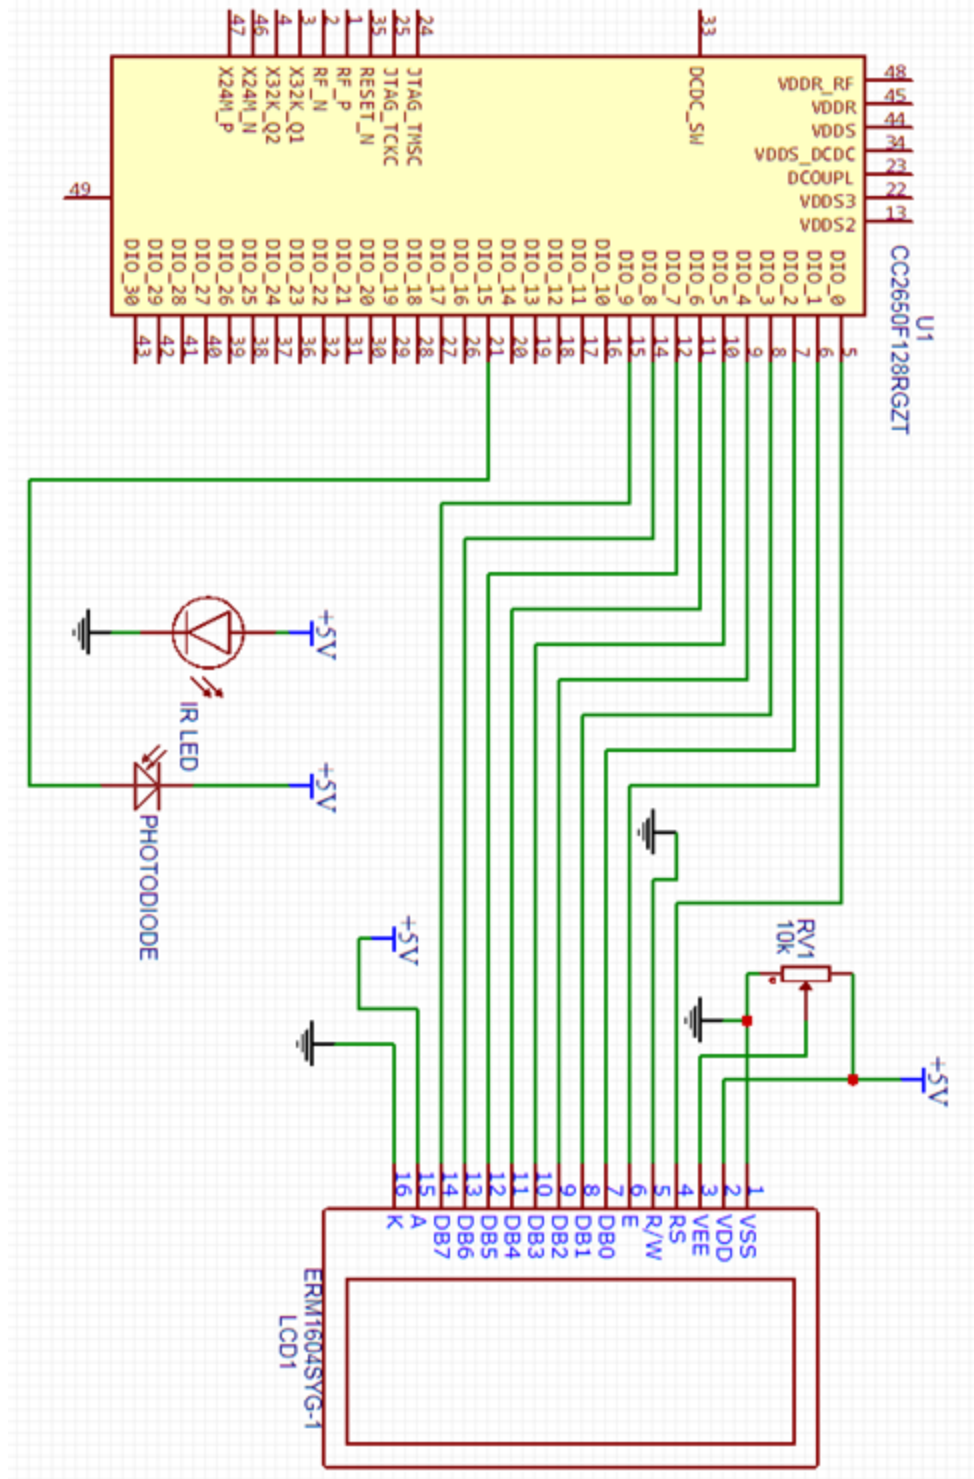 47
46
4
3
2
1
35
25
24
33
X24M_P
X24M_N
X32K_Q2
X32K_Q1
RF_N
RF_P
RESET_N
JTAG_TCKC
JTAG_TMSC
DCDC_SW
VDDR_RF
48
VDDR
45
VDDS
44
VDDS_DCDC
34
DCOUPL
23
VDDS3
22
VDDS2
13
49
DIO_30
DIO_29
DIO_28
DIO_27
DIO_26
DIO_25
DIO_24
DIO_23
DIO_22
DIO_21
DIO_20
DIO_19
DIO_18
DIO_17
DIO_16
DIO_15
DIO_14
DIO_13
DIO_12
DIO_11
DIO_10
DIO_9
DIO_8
DIO_7
DIO_6
DIO_5
DIO_4
DIO_3
DIO_2
DIO_1
DIO_0
U1
CC2650F128RGZT
43
42
41
40
39
38
37
36
32
31
30
29
28
27
26
21
20
19
18
17
16
15
14
12
11
10
9
8
7
6
5
+5V
IR LED
+5V
PHOTODIODE
+5V
RV1
10k
+5V
16
15
14
13
12
11
10
9
8
7
6
5
4
3
2
1
K
A
DB7
DB6
DB5
DB4
DB3
DB2
DB1
DB0
E
R/W
RS
VEE
VDD
VSS
ERM1604SYG-1
LCD1